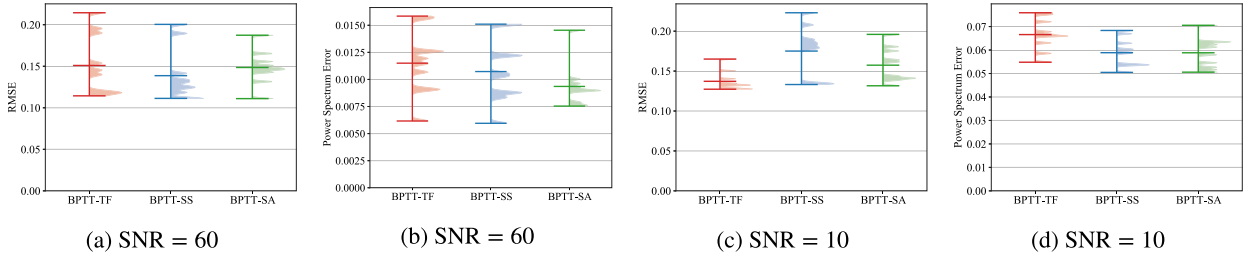 RMSE
0.20
0.15
0.10
0.05
0.00
BPTT-TF BPTT-SS BPTT-SA
(a) SNR = 60
Power Spectrum Error
0.0150
0.0125
0.0100
0.0075
0.0050
0.0025
0.0000
BPTT-TF BPTT-SS BPTT-SA
(b) SNR = 60
RMSE
0.20
0.15
0.10
0.05
0.00
BPTT-TF BPTT-SS BPTT-SA
(c) SNR = 10
Power Spectrum Error
0.07
0.06
0.05
0.04
0.03
0.02
0.01
0.00
BPTT-TF BPTT-SS BPTT-SA
(d) SNR = 10